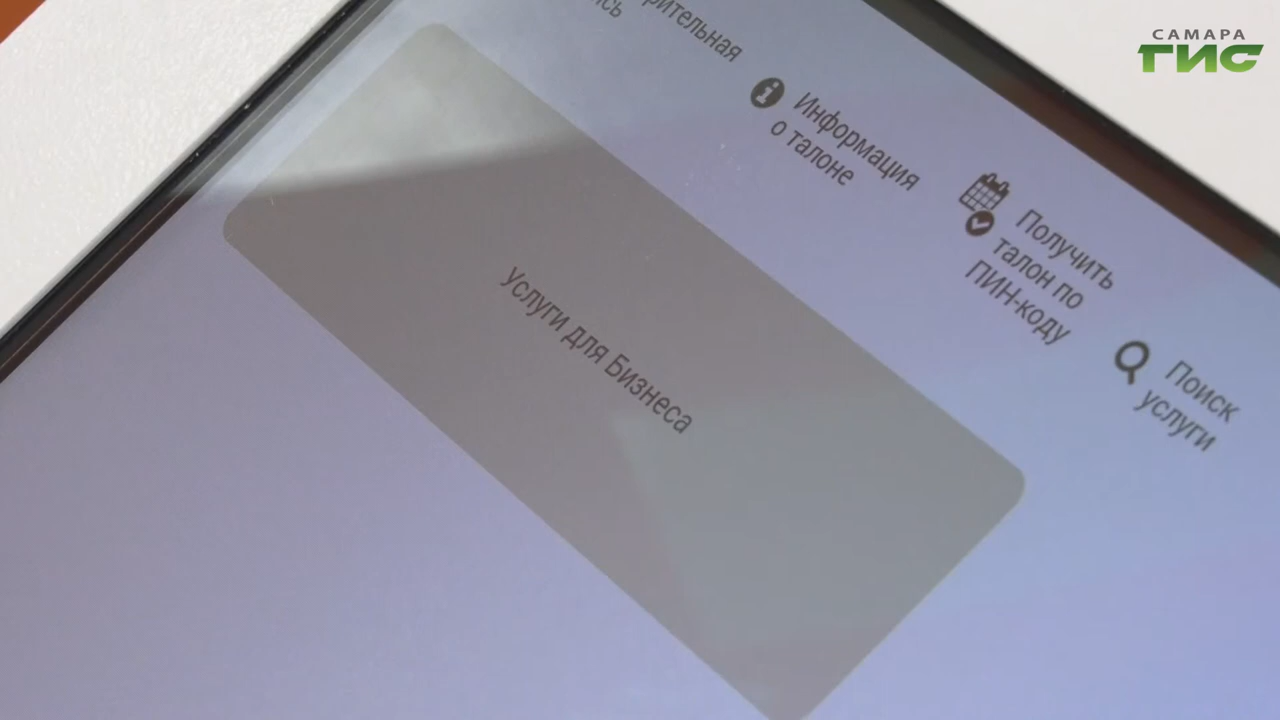 САМАРА
ГИС
Информация
о талоне
Получить
талон по
ПИН-коду
Поиск
услуги
Услуги для Бизнеса